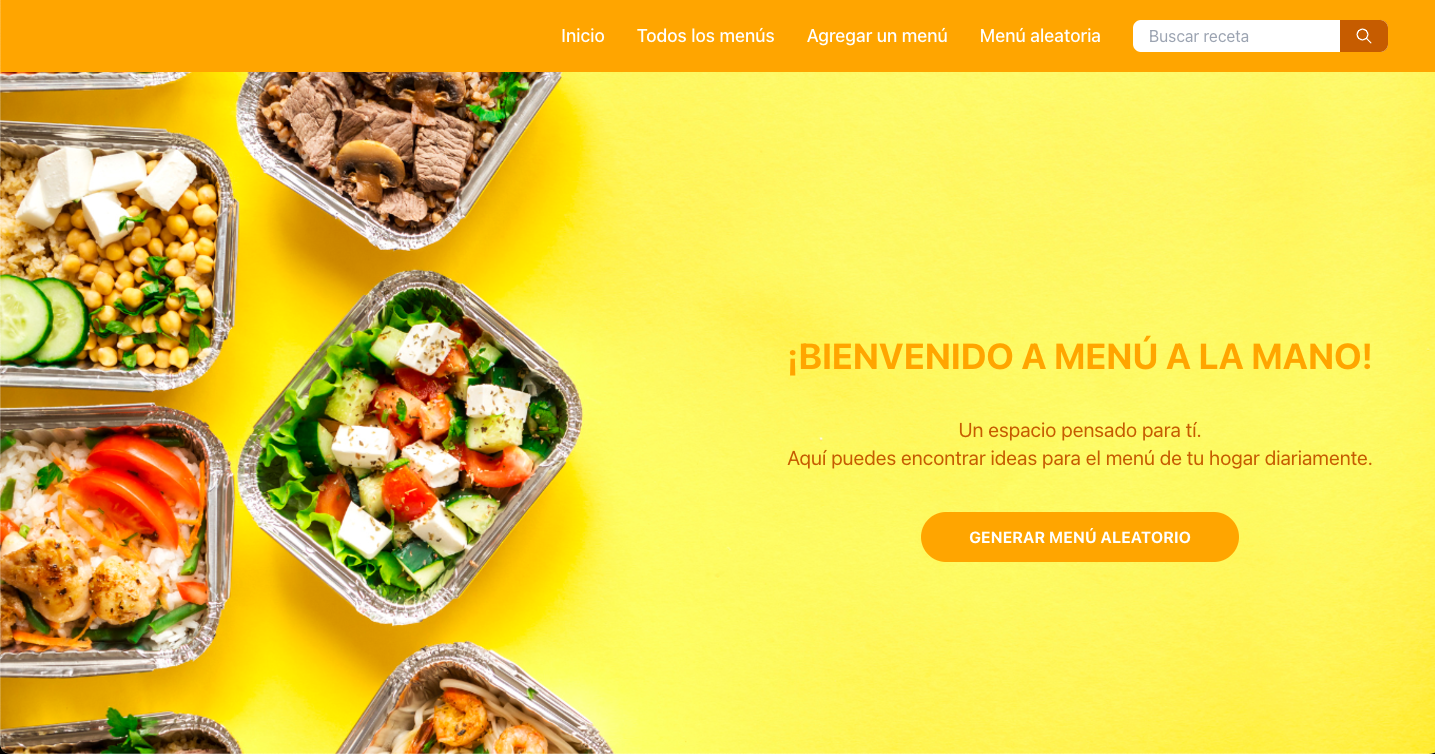 Inicio Todos los menús Agregar un menú Menú aleatoria Buscar receta
¡BIENVENIDO A MENÚ A LA MANO!
Un espacio pensado para tí.
Aquí puedes encontrar ideas para el menú de tu hogar diariamente.
GENERAR MENÚ ALEATORIO